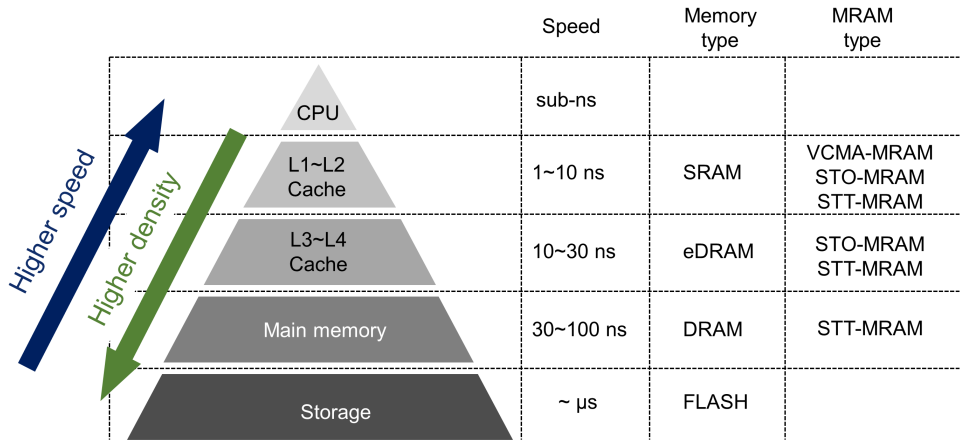 Speed
Memory
type
MRAM
type
Higher speed
Higher density
CPU
sub-ns
L1~L2
Cache
1~10 ns
SRAM
VCMA-MRAM
STO-MRAM
STT-MRAM
L3~L4
Cache
10~30 ns
eDRAM
STO-MRAM
STT-MRAM
Main memory
30~100 ns
DRAM
STT-MRAM
Storage
~ μs
FLASH